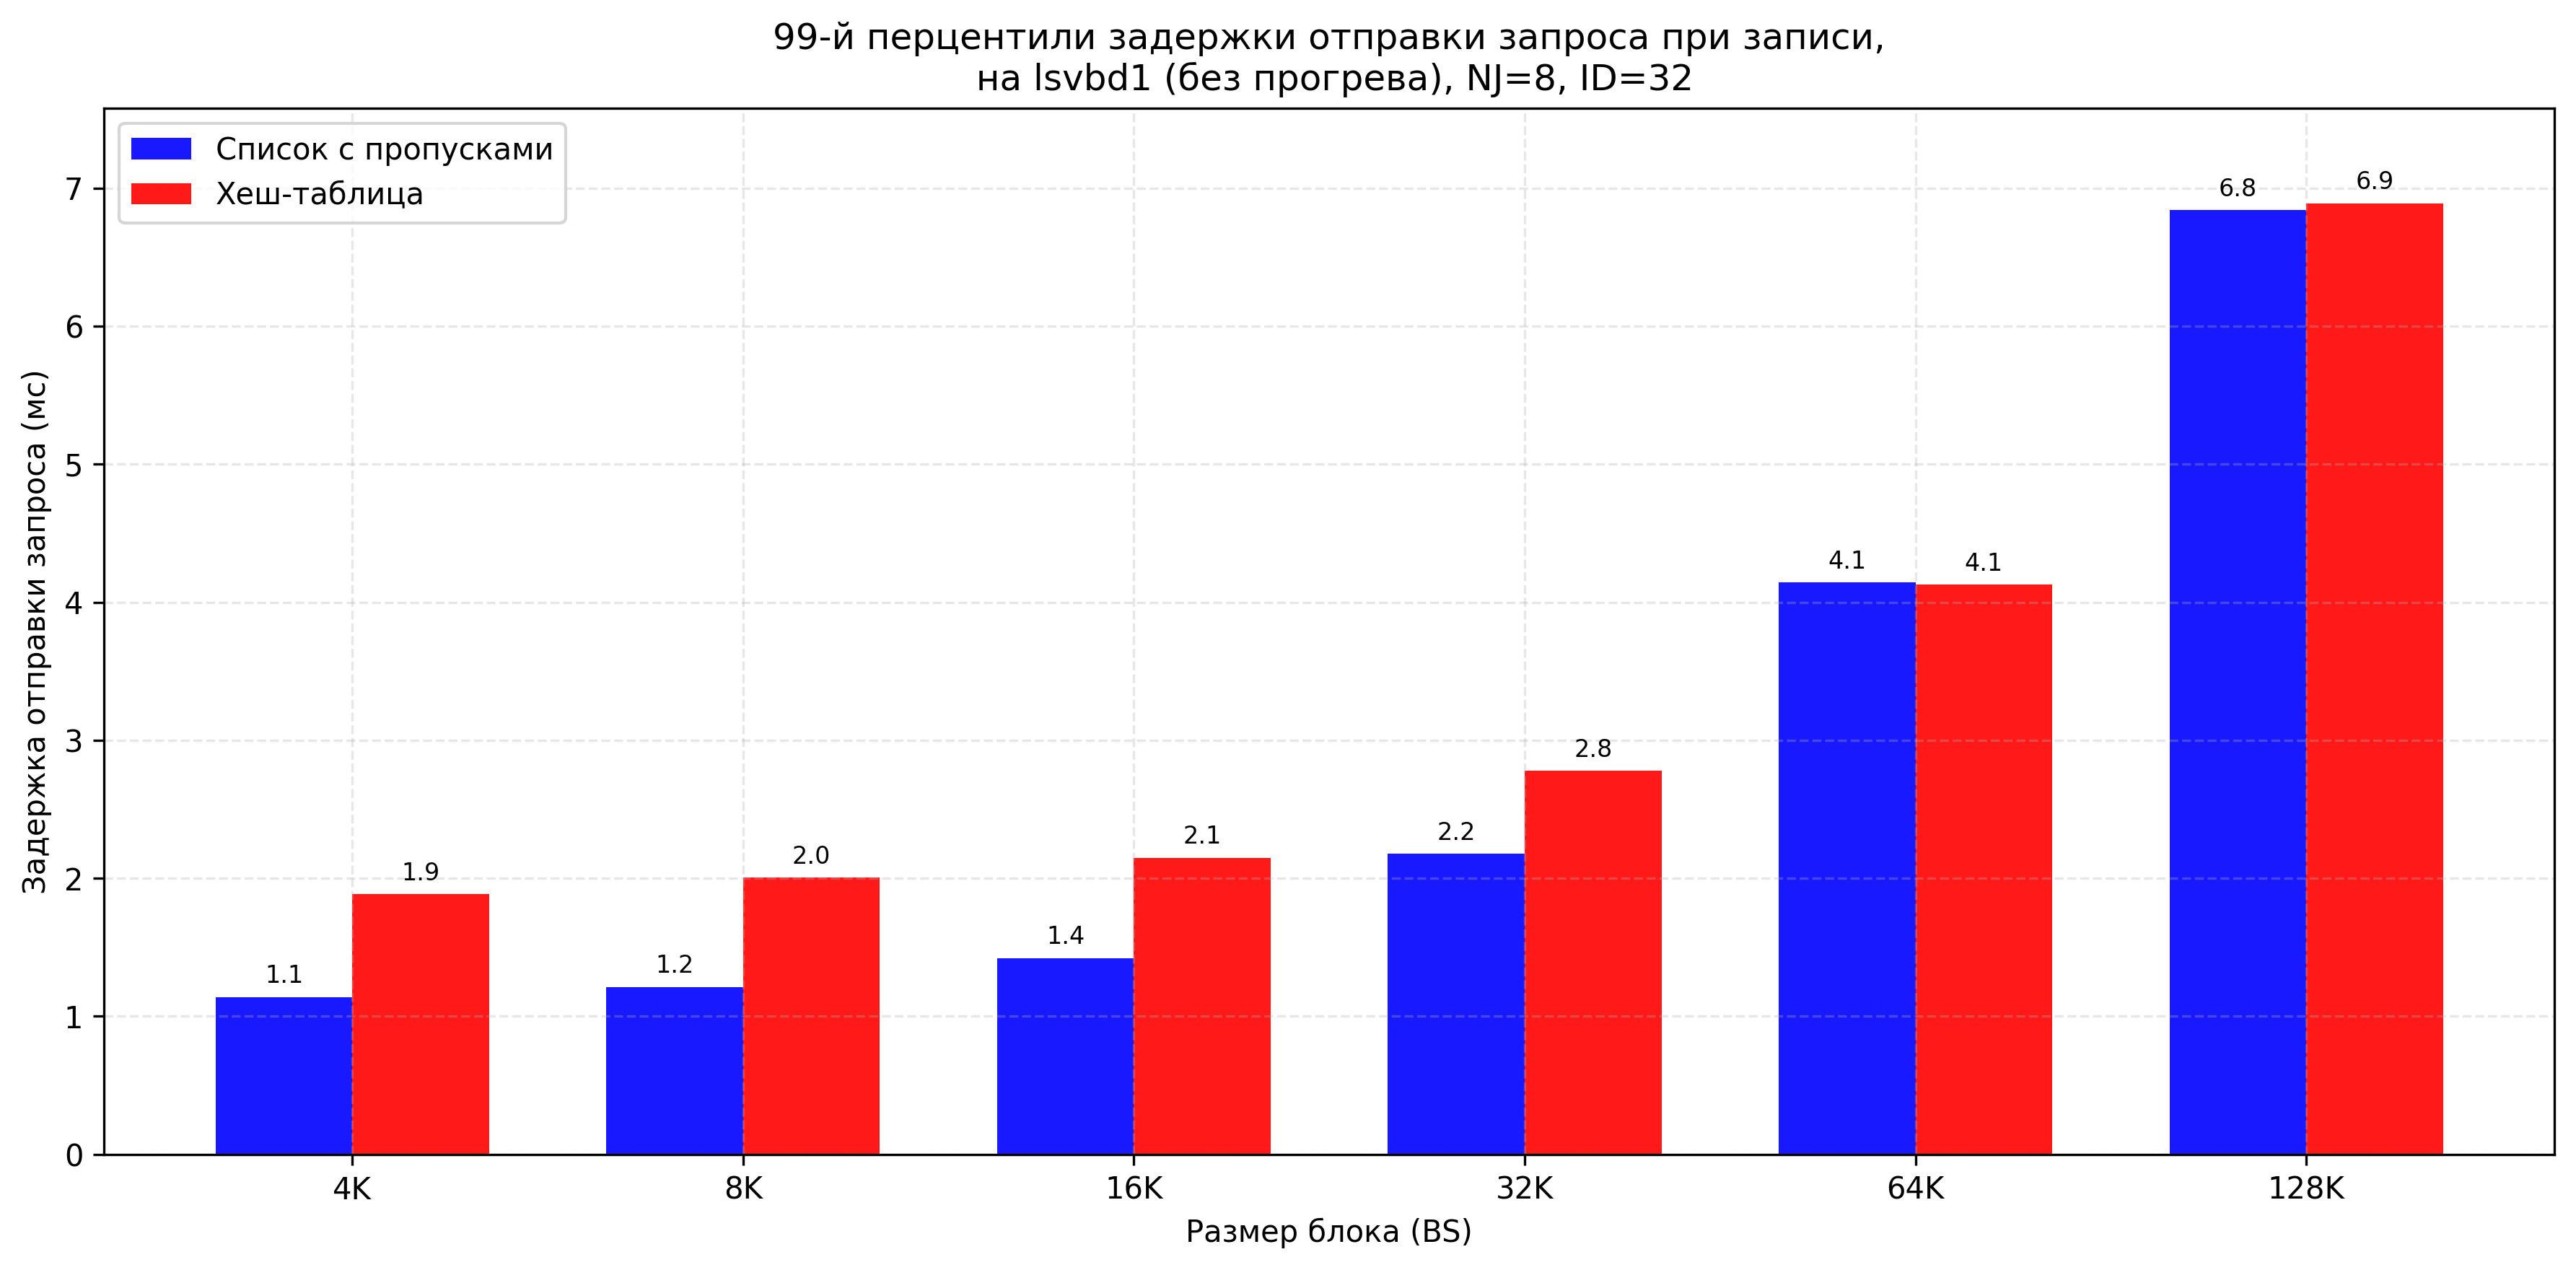 99-й перцентили задержки отправки запроса при записи,
на lsvbd1 (без прогрева), NJ=8, ID=32
Список с пропусками
Хеш-таблица
Задержка отправки запроса (мс)
7
6
5
4
3
2
1
0
1.1
1.9
1.2
2.0
1.4
2.1
2.2
2.8
4.1
4.1
6.8
6.9
4K
8K
16K
32K
64K
128K
Размер блока (BS)